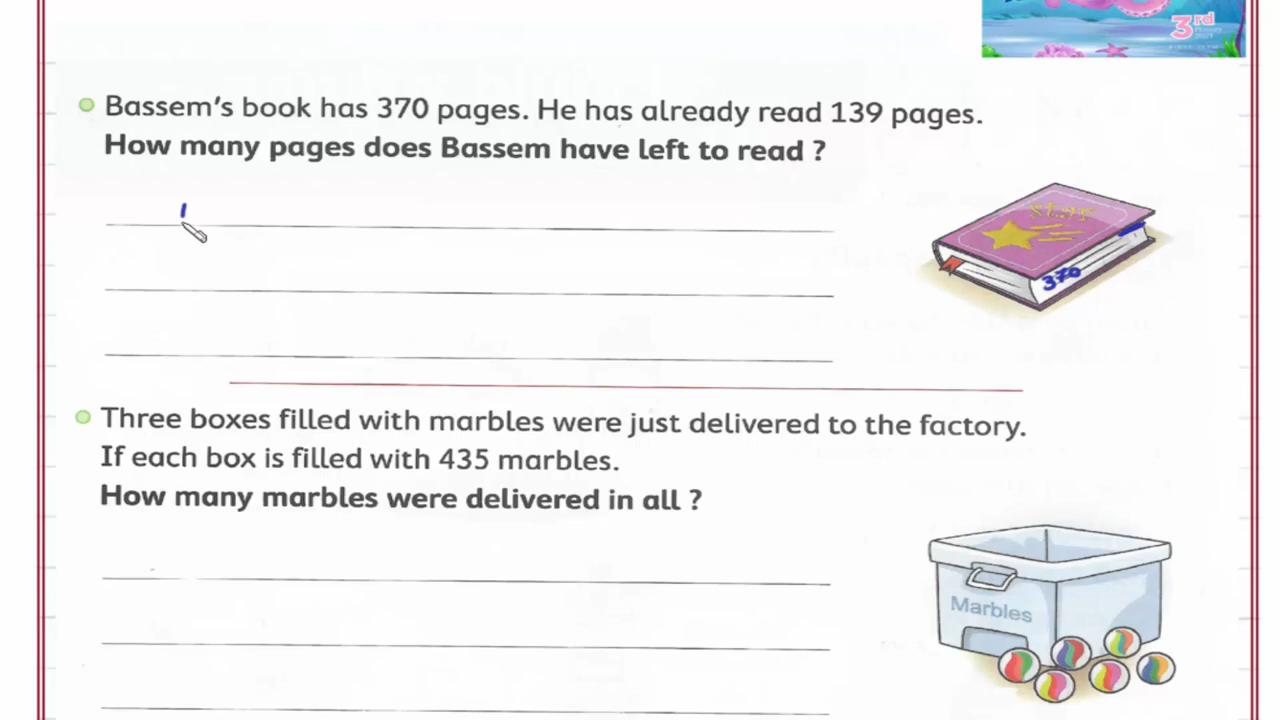 3rd
Bassem's book has 370 pages. He has already read 139 pages.
How many pages does Bassem have left to read ?
star
370
Three boxes filled with marbles were just delivered to the factory.
If each box is filled with 435 marbles.
How many marbles were delivered in all ?
Marbles